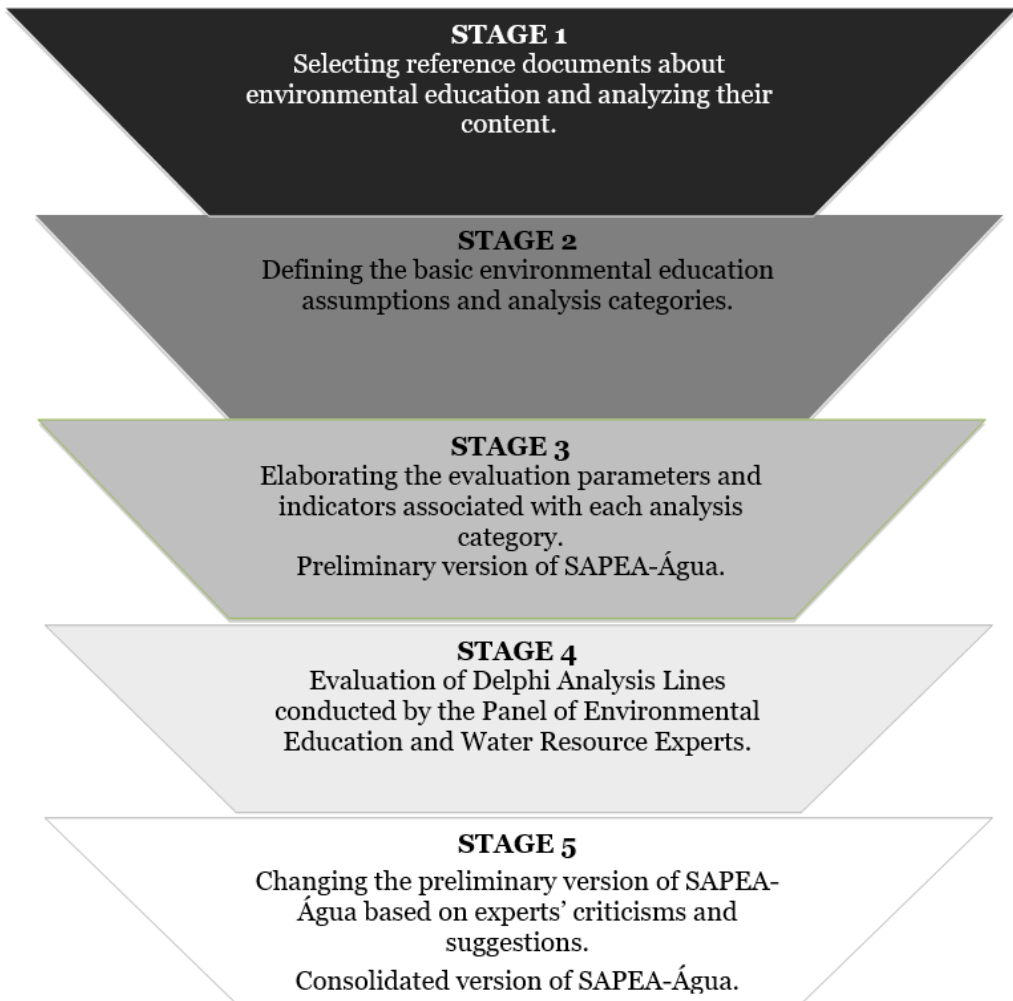 STAGE 1
Selecting reference documents about
environmental education and analyzing their
content.
STAGE 2
Defining the basic environmental education
assumptions and analysis categories.
STAGE 3
Elaborating the evaluation parameters and
indicators associated with each analysis
category.
Preliminary version of SAPEA-Água.
STAGE 4
Evaluation of Delphi Analysis Lines
conducted by the Panel of Environmental
Education and Water Resource Experts.
STAGE 5
Changing the preliminary version of SAPEA-
Água based on experts’ criticisms and
suggestions.
Consolidated version of SAPEA-Água.